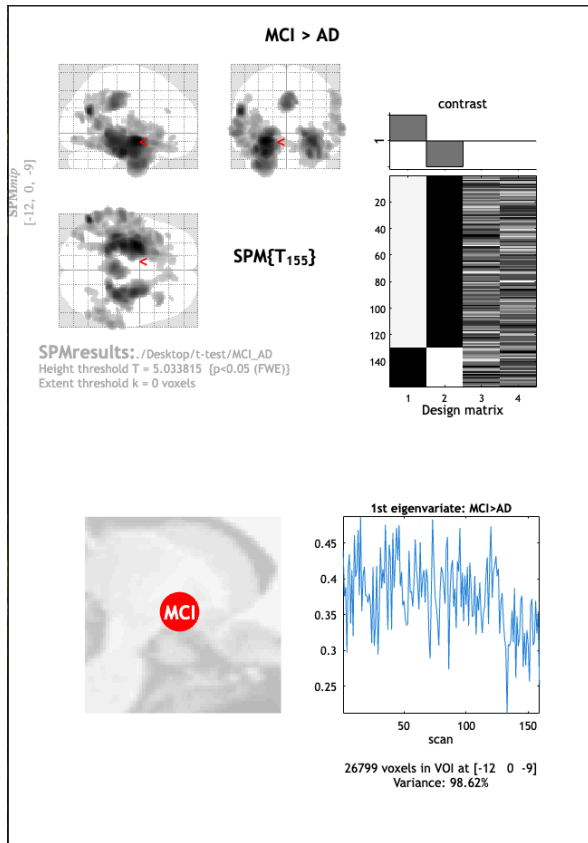 MCI > AD
SPMmip
[-12, 0, -9]
<
<
<
SPM{T₁₅₅}
contrast
1
20
40
60
80
100
120
140
1 2 3 4
Design matrix
SPMresults: ./Desktop/t-test/MCI_AD
Height threshold T = 5.033815 {p<0.05 (FWE)}
Extent threshold k = 0 voxels
MCI
1st eigenvariate: MCI>AD
0.45
0.4
0.35
0.3
0.25
50 100 150
scan
26799 voxels in VOI at [-12 0 -9]
Variance: 98.62%